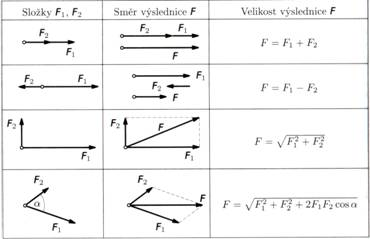 Složky F₁, F₂ Směr výslednice F Velikost výslednice F
F₂ F₁ F₂ F₁ F F = F₁ + F₂
F₂ F₁ F₁ F₂ F F = F₁ − F₂
F₂ F₁ F₂ F F₁ F = √(F₁² + F₂²)
F₂ α F₁ F₂ F F₁ F = √(F₁² + F₂² + 2F₁F₂ cos α)